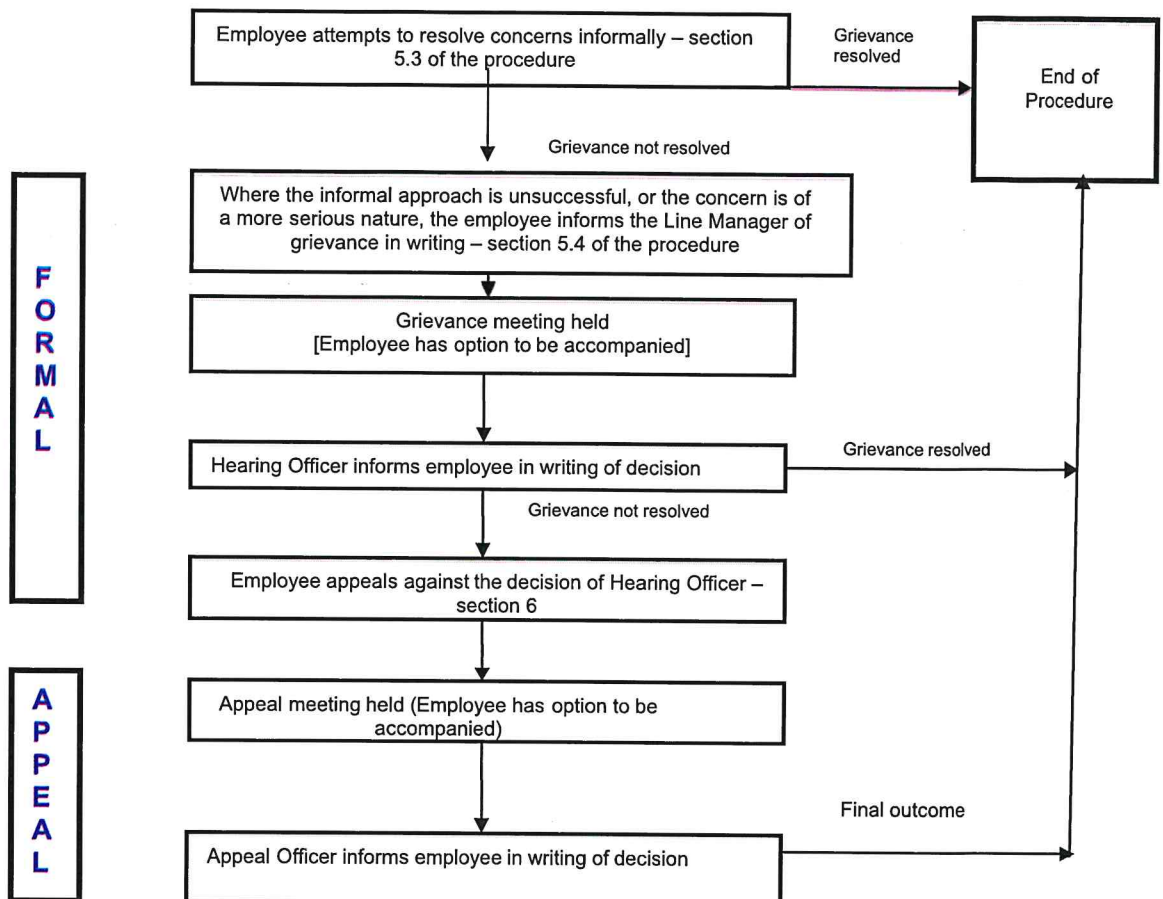 Employee attempts to resolve concerns informally – section
5.3 of the procedure
Grievance
resolved
End of
Procedure
Grievance not resolved
FORMAL
Where the informal approach is unsuccessful, or the concern is of
a more serious nature, the employee informs the Line Manager of
grievance in writing – section 5.4 of the procedure
Grievance meeting held
[Employee has option to be accompanied]
Hearing Officer informs employee in writing of decision
Grievance resolved
Grievance not resolved
Employee appeals against the decision of Hearing Officer –
section 6
APPEAL
Appeal meeting held (Employee has option to be
accompanied)
Final outcome
Appeal Officer informs employee in writing of decision